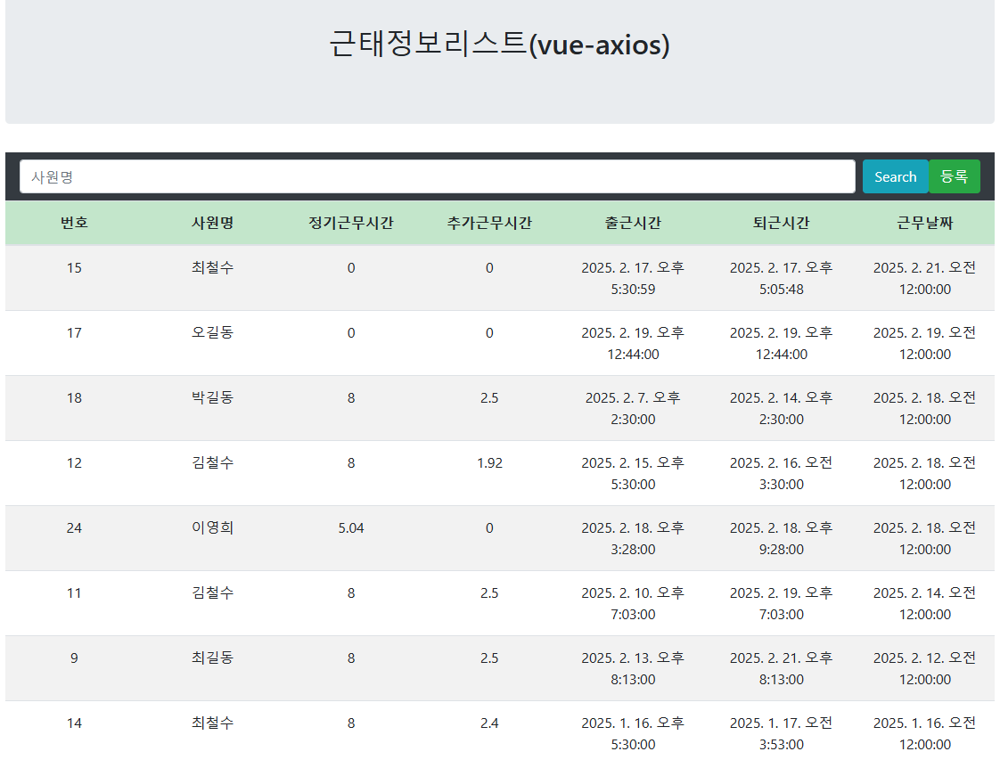 근태정보리스트(vue-axios)
사원명 Search 등록
번호 사원명 정기근무시간 추가근무시간 출근시간 퇴근시간 근무날짜
15 최철수 0 0 2025. 2. 17. 오후 2025. 2. 17. 오후 2025. 2. 21. 오전
5:30:59 5:05:48 12:00:00
17 오길동 0 0 2025. 2. 19. 오후 2025. 2. 19. 오후 2025. 2. 19. 오전
12:44:00 12:44:00 12:00:00
18 박길동 8 2.5 2025. 2. 7. 오후 2025. 2. 14. 오후 2025. 2. 18. 오전
2:30:00 2:30:00 12:00:00
12 김철수 8 1.92 2025. 2. 15. 오후 2025. 2. 16. 오전 2025. 2. 18. 오전
5:30:00 3:30:00 12:00:00
24 이영희 5.04 0 2025. 2. 18. 오후 2025. 2. 18. 오후 2025. 2. 18. 오전
3:28:00 9:28:00 12:00:00
11 김철수 8 2.5 2025. 2. 10. 오후 2025. 2. 19. 오후 2025. 2. 14. 오전
7:03:00 7:03:00 12:00:00
9 최길동 8 2.5 2025. 2. 13. 오후 2025. 2. 21. 오후 2025. 2. 12. 오전
8:13:00 8:13:00 12:00:00
14 최철수 8 2.4 2025. 1. 16. 오후 2025. 1. 17. 오전 2025. 1. 16. 오전
5:30:00 3:53:00 12:00:00